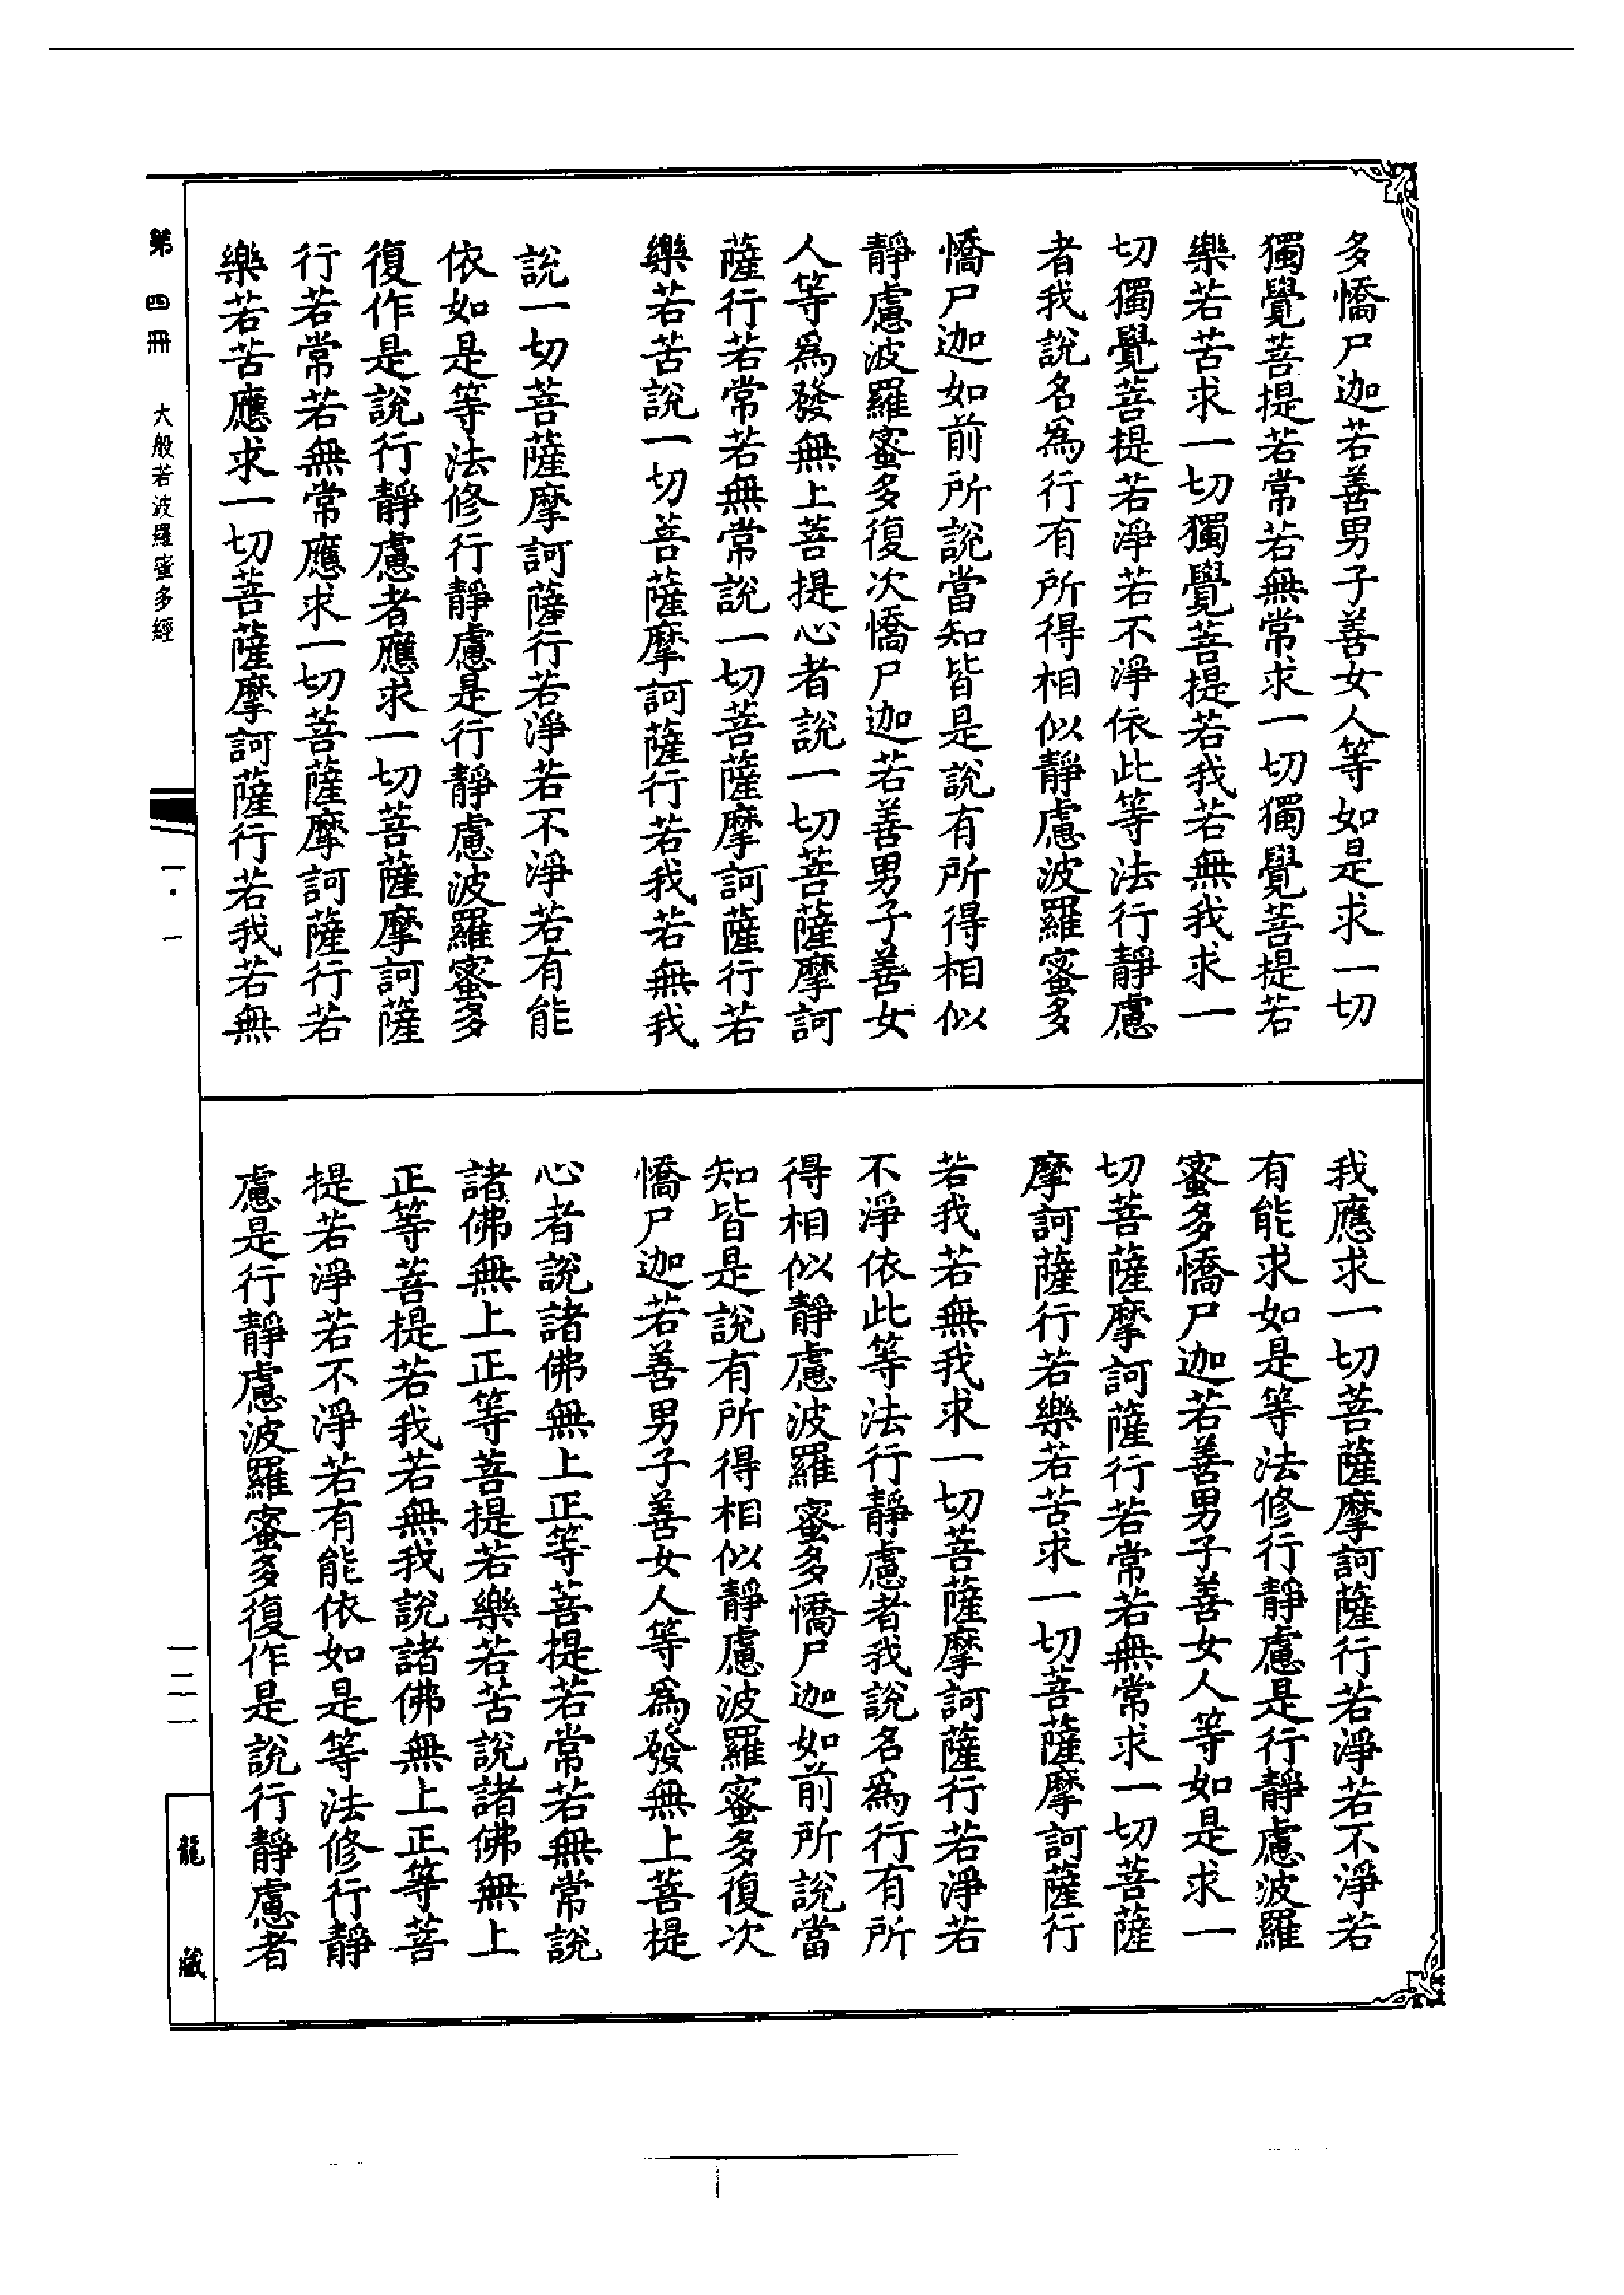 多憍尸迦若善男子善女人等如是求一切
獨覺菩提若常若無常求一切獨覺菩提若
樂若苦求一切獨覺菩提若我若無我求一
切獨覺菩提若淨若不淨依此等法行靜慮
者我說名為行有所得相似靜慮波羅蜜多
憍尸迦如前所說當知皆是說有所得相似
靜慮波羅蜜多復次憍尸迦若善男子善女
人等為發無上菩提心者說一切菩薩摩訶
薩行若常若無常說一切菩薩摩訶薩行若
樂若苦說一切菩薩摩訶薩行若我若無我
說一切菩薩摩訶薩行若淨若不淨若有能
依如是等法修行靜慮是行靜慮波羅蜜多
復作是說行靜慮者應求一切菩薩摩訶薩
行若常若無常應求一切菩薩摩訶薩行若
樂若苦應求一切菩薩摩訶薩行若我若無
我應求一切菩薩摩訶薩行若淨若不淨若
有能求如是等法修行靜慮是行靜慮波羅
蜜多憍尸迦若善男子善女人等如是求一
切菩薩摩訶薩行若常若無常求一切菩薩
摩訶薩行若樂若苦求一切菩薩摩訶薩行
若我若無我求一切菩薩摩訶薩行若淨若
不淨依此等法行靜慮者我說名為行有所
得相似靜慮波羅蜜多憍尸迦如前所說當
知皆是說有所得相似靜慮波羅蜜多復次
憍尸迦若善男子善女人等為發無上菩提
心者說諸佛無上正等菩提若常若無常說
諸佛無上正等菩提若樂若苦說諸佛無上
正等菩提若我若無我說諸佛無上正等菩
提若淨若不淨若有能依如是等法修行靜
慮是行靜慮波羅蜜多復作是說行靜慮者
第四冊 大般若波羅蜜多經 一·一
一二一 龍藏